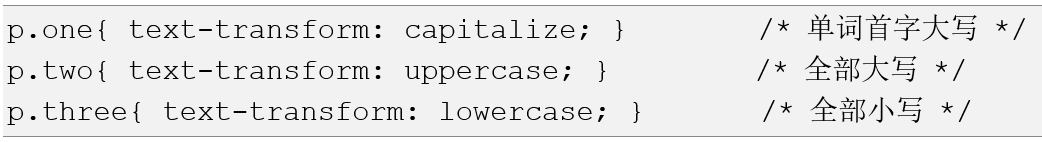 p.one{ text-transform: capitalize; } /* 单词首字大写 */
p.two{ text-transform: uppercase; } /* 全部大写 */
p.three{ text-transform: lowercase; } /* 全部小写 */